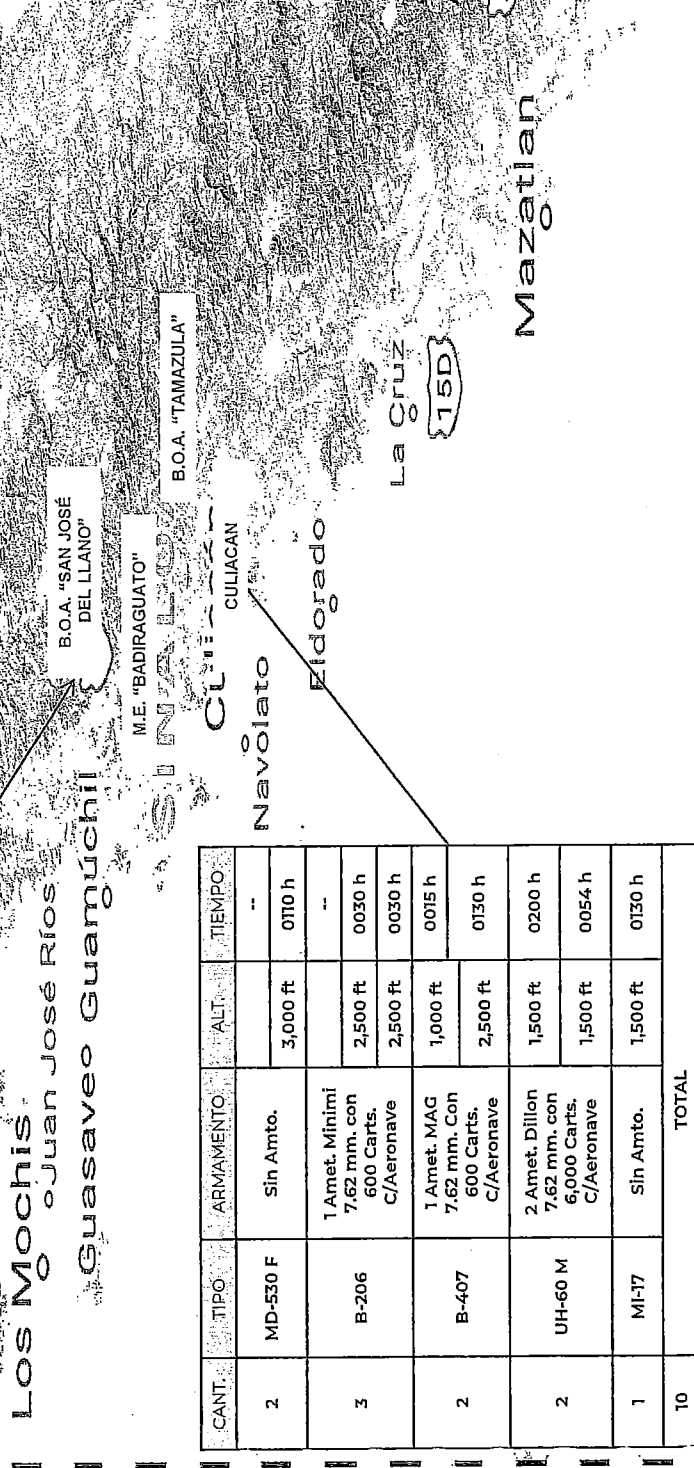 Los Mochis
Juan José Ríos
Guasave
Guamúchil
B.O.A. "SAN JOSÉ
DEL LLANO"
M.E. "BADIRAGUATO"
SINALO
B.O.A. "TAMAZULA"
CULIACAN
Navolato
Eldorado
La Cruz
15D
Mazatlan
CANT. TIPO ARMAMENTO ALT. TIEMPO
2 MD-530 F Sin Amto. --
3,000 ft 0110 h
3 B-206 1 Amet. Minimi
7.62 mm. con
600 Carts.
C/Aeronave --
2,500 ft 0030 h
2,500 ft 0030 h
2 B-407 1 Amet. MAG
7.62 mm. Con
600 Carts.
C/Aeronave 1,000 ft 0015 h
2,500 ft 0130 h
2 UH-60 M 2 Amet. Dillon
7.62 mm. con
6,000 Carts.
C/Aeronave 1,500 ft 0200 h
1,500 ft 0054 h
1 MI-17 Sin Amto. 1,500 ft 0130 h
10 TOTAL